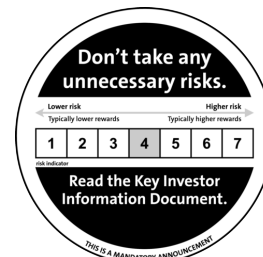 Don't take any
unnecessary risks.
Lower risk Higher risk
Typically lower rewards Typically higher rewards
1 2 3 4 5 6 7
risk indicator
Read the Key Investor
Information Document.
THIS IS A MANDATORY ANNOUNCEMENT